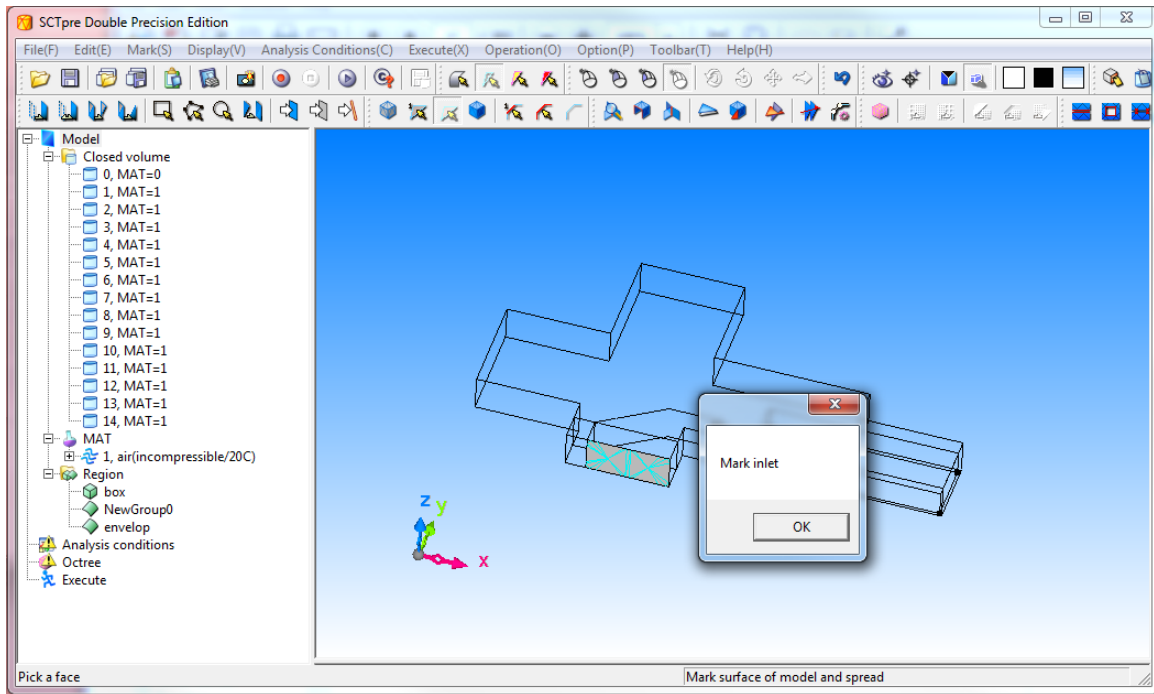 SCTpre Double Precision Edition
File(F) Edit(E) Mark(S) Display(V) Analysis Conditions(C) Execute(X) Operation(O) Option(P) Toolbar(T) Help(H)
Model
Closed volume
0, MAT=0
1, MAT=1
2, MAT=1
3, MAT=1
4, MAT=1
5, MAT=1
6, MAT=1
7, MAT=1
8, MAT=1
9, MAT=1
10, MAT=1
11, MAT=1
12, MAT=1
13, MAT=1
14, MAT=1
MAT
1, air(incompressible/20C)
Region
box
NewGroup0
envelop
Analysis conditions
Octree
Execute
z
y
x
Mark inlet
OK
Pick a face
Mark surface of model and spread